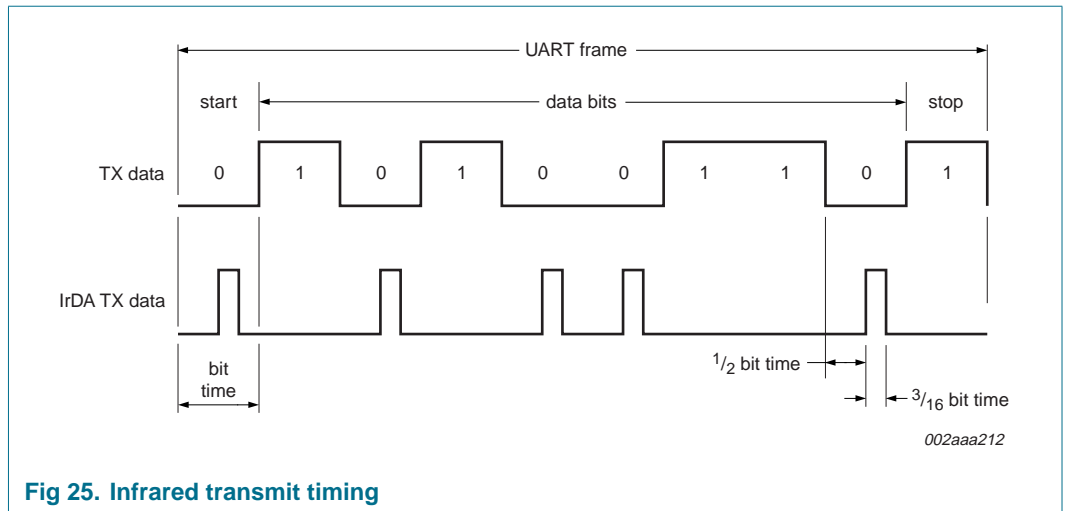 UART frame
start data bits stop
TX data 0 1 0 1 0 0 1 1 0 1
IrDA TX data
bit
time
1/2 bit time
3/16 bit time
002aaa212
Fig 25. Infrared transmit timing